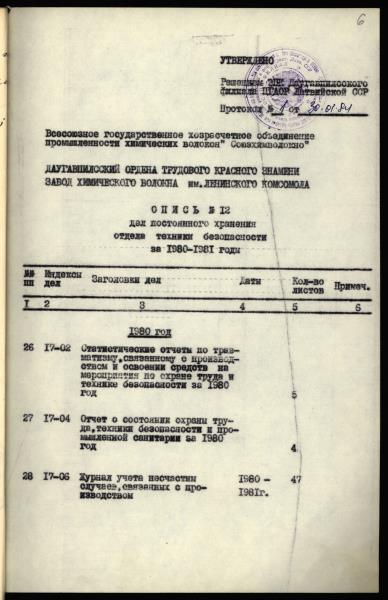 6
УТВЕРЖДЕНО
Решением ЭПК Даугавпилсского
филиала ЦГАОР Латвийской ССР
Протокол № 1 от 30.01.84
Всесоюзное государственное хозрасчетное объединение
промышленности химических волокон" Союзхимволокно"
ДАУГАВПИЛССКИЙ ОРДЕНА ТРУДОВОГО КРАСНОГО ЗНАМЕНИ
ЗАВОД ХИМИЧЕСКОГО ВОЛОКНА им.ЛЕНИНСКОГО КОМСОМОЛА
О П И С Ь № 12
дел постоянного хранения
отдела техники безопасности
за 1980-1981 годы
№№ пп Индексы дел Заголовки дел Даты Кол-во листов Примеч.
1 2 3 4 5 6
1980 год
26 17-02 Статистические отчеты по трав-
матизму,связанному с производ-
ством и освоении средств на
мероприятия по охране труда и
технике безопасности за 1980
год 5
27 17-04 Отчет о состоянии охраны тру-
да,техники безопасности и про-
мышленной санитарии за 1980
год 4
28 17-06 Журнал учета несчастных 1980 - 47
случаев,связанных с про- 1981г.
изводством